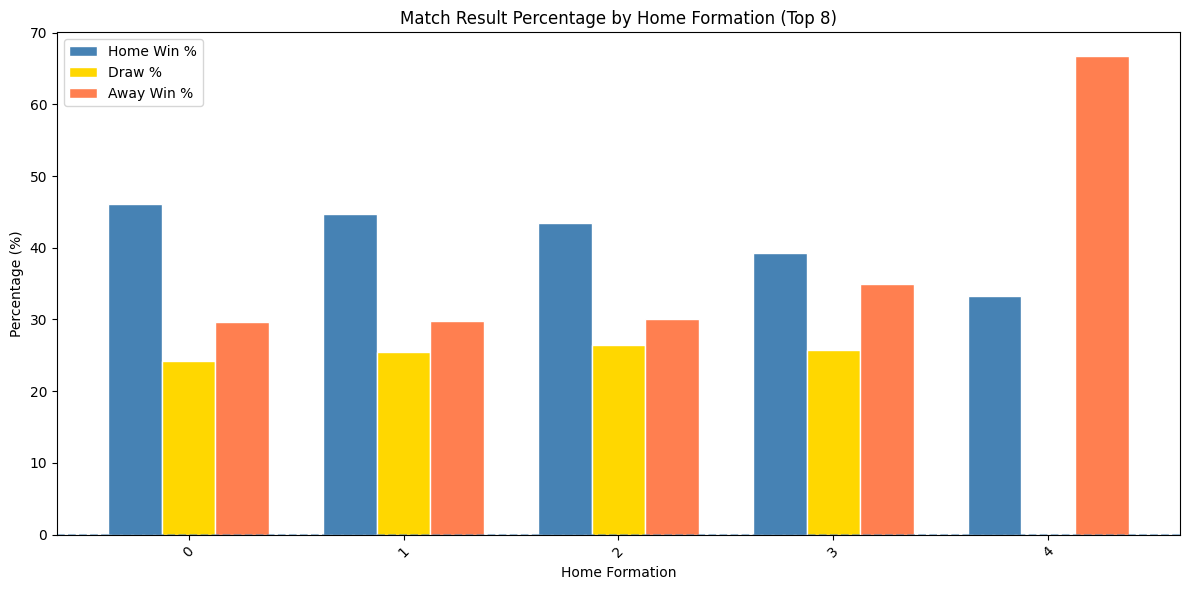 Match Result Percentage by Home Formation (Top 8)
Home Win %
Draw %
Away Win %
Percentage (%)
70
60
50
40
30
20
10
0
0
1
2
3
4
Home Formation